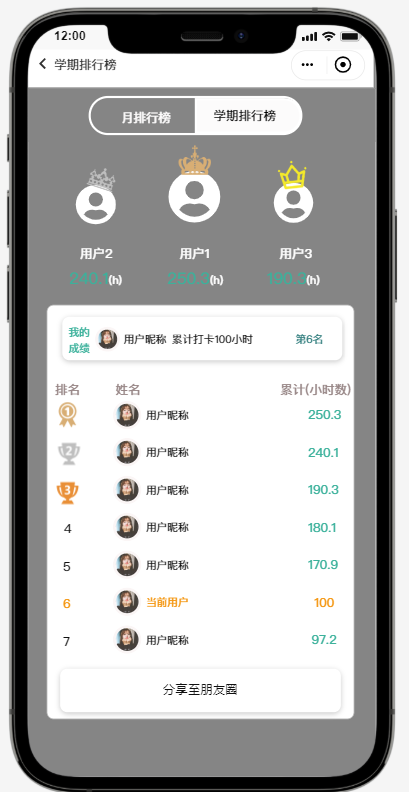 12:00
学期排行榜
月排行榜 学期排行榜
用户2 用户1 用户3
240.1(h) 250.3(h) 190.3(h)
我的
成绩
用户昵称 累计打卡100小时 第6名
排名 姓名 累计(小时数)
1 用户昵称 250.3
2 用户昵称 240.1
3 用户昵称 190.3
4 用户昵称 180.1
5 用户昵称 170.9
6 当前用户 100
7 用户昵称 97.2
分享至朋友圈